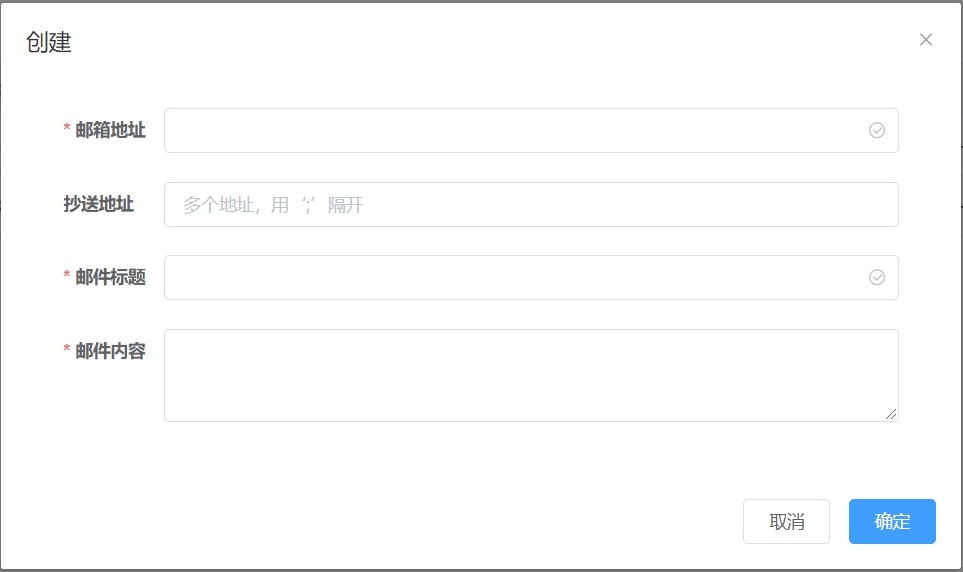 创建
* 邮箱地址
抄送地址 多个地址，用‘;’隔开
* 邮件标题
* 邮件内容
取消 确定